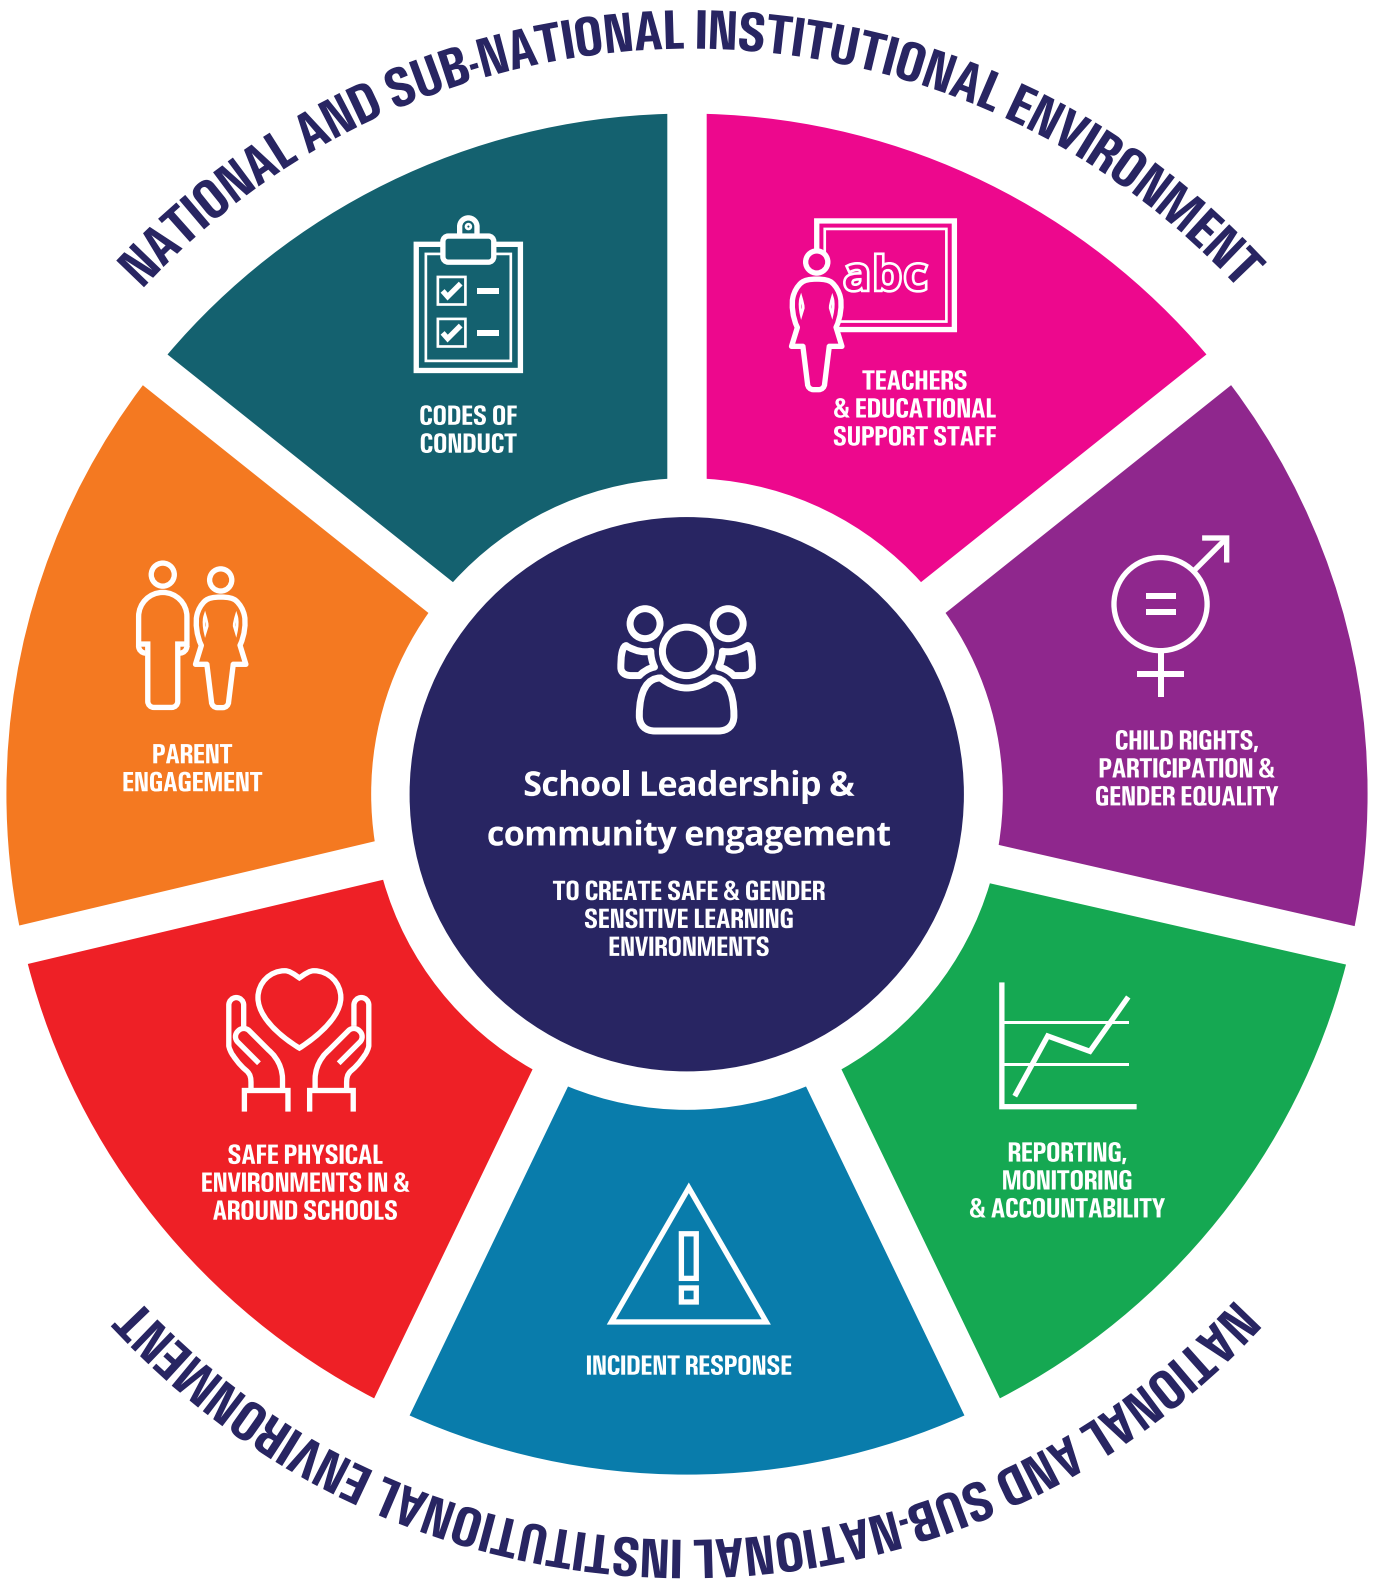 NATIONAL AND SUB-NATIONAL INSTITUTIONAL ENVIRONMENT
abc
TEACHERS
& EDUCATIONAL
SUPPORT STAFF
CHILD RIGHTS,
PARTICIPATION &
GENDER EQUALITY
REPORTING,
MONITORING
& ACCOUNTABILITY
INCIDENT RESPONSE
SAFE PHYSICAL
ENVIRONMENTS IN &
AROUND SCHOOLS
PARENT
ENGAGEMENT
CODES OF
CONDUCT
School Leadership &
community engagement
TO CREATE SAFE & GENDER
SENSITIVE LEARNING
ENVIRONMENTS
NATIONAL AND SUB-NATIONAL INSTITUTIONAL ENVIRONMENT